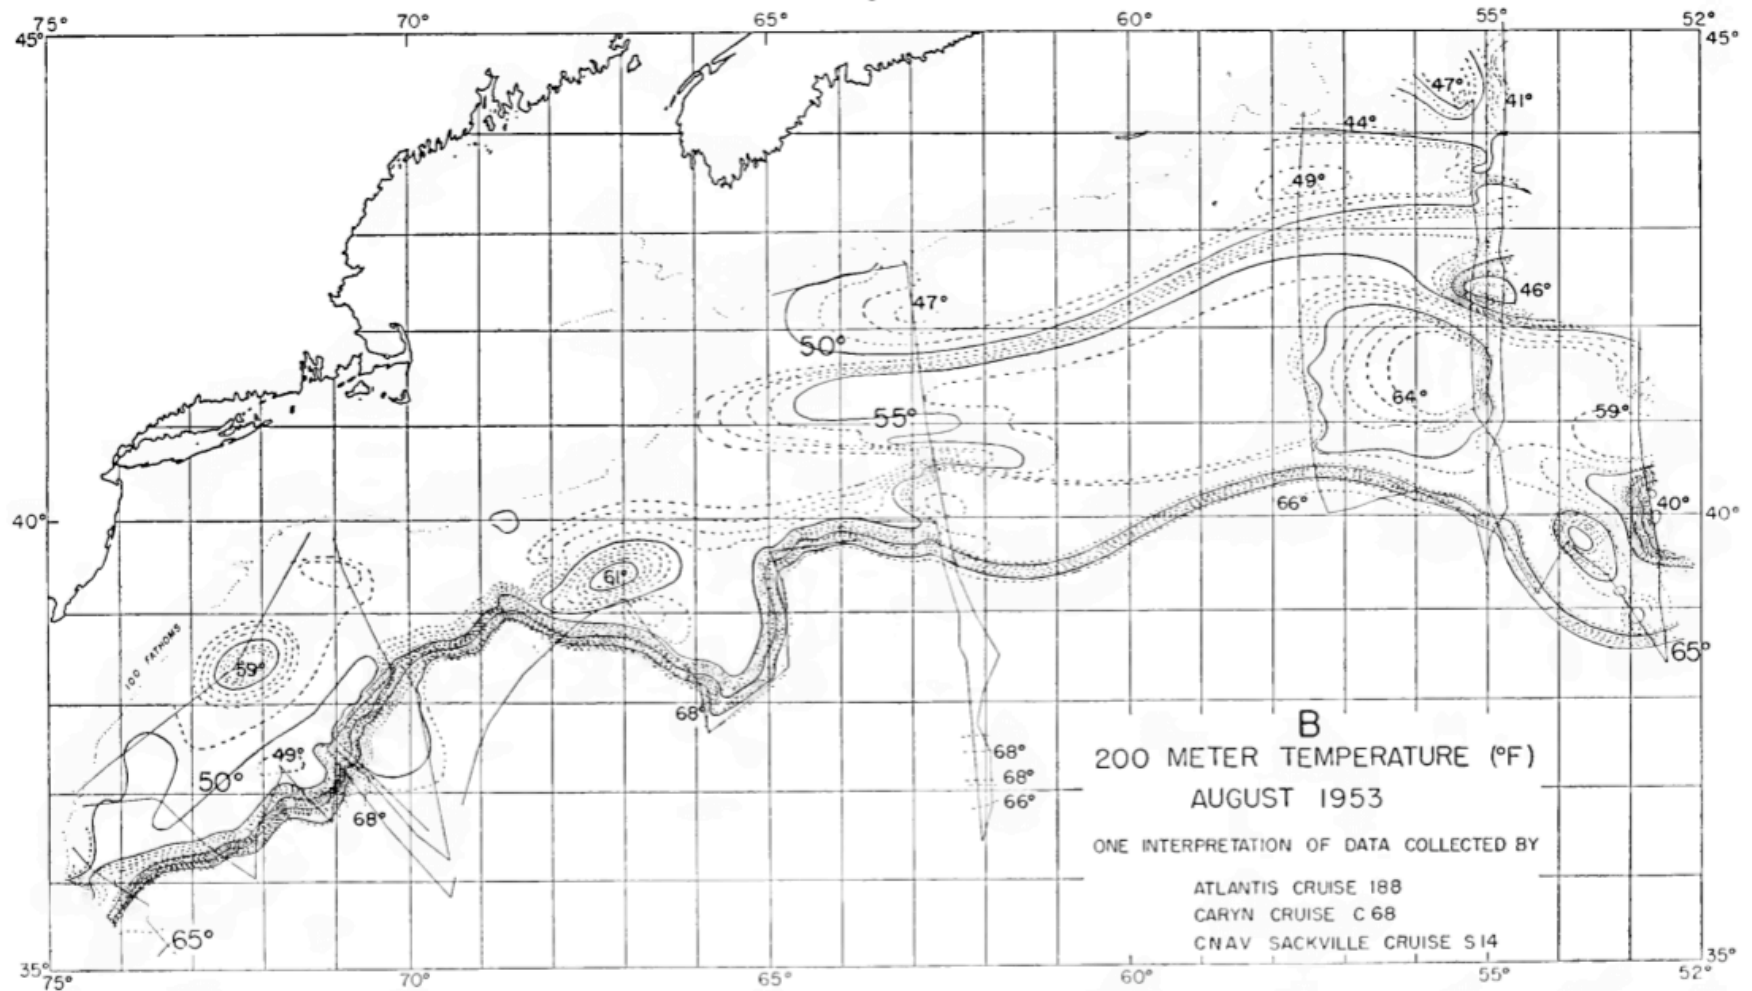 75° 70° 65° 60° 55° 52°
45° 45°
47°
41°
44°
49°
47°
46°
50°
64°
55°
59°
66°
40°
40° 40°
61°
59°
100 FATHOMS
65°
68°
49°
50°
68°
68°
68°
66°
65°
B
200 METER TEMPERATURE (°F)
AUGUST 1953
ONE INTERPRETATION OF DATA COLLECTED BY
ATLANTIS CRUISE 188
CARYN CRUISE C 68
CNAV SACKVILLE CRUISE S 14
35° 35°
75° 70° 65° 60° 55° 52°